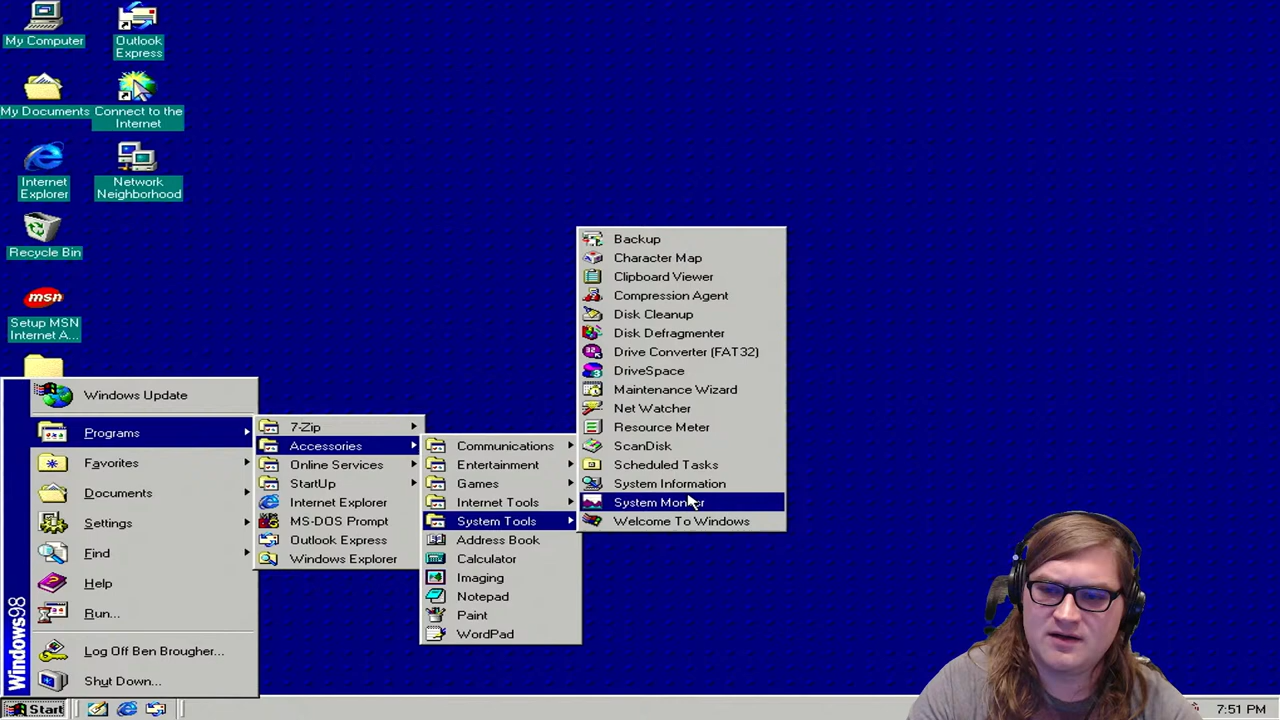 My Computer
Outlook
Express
My Documents
Connect to the
Internet
Internet
Explorer
Network
Neighborhood
Recycle Bin
msn
Setup MSN
Internet A...
Windows98
Windows Update
Programs
Favorites
Documents
Settings
Find
Help
Run...
Log Off Ben Brougher...
Shut Down...
7-Zip
Accessories
Online Services
StartUp
Internet Explorer
MS-DOS Prompt
Outlook Express
Windows Explorer
Communications
Entertainment
Games
Internet Tools
System Tools
Address Book
Calculator
Imaging
Notepad
Paint
WordPad
Backup
Character Map
Clipboard Viewer
Compression Agent
Disk Cleanup
Disk Defragmenter
Drive Converter (FAT32)
DriveSpace
Maintenance Wizard
Net Watcher
Resource Meter
ScanDisk
Scheduled Tasks
System Information
System Monitor
Welcome To Windows
Start
7:51 PM